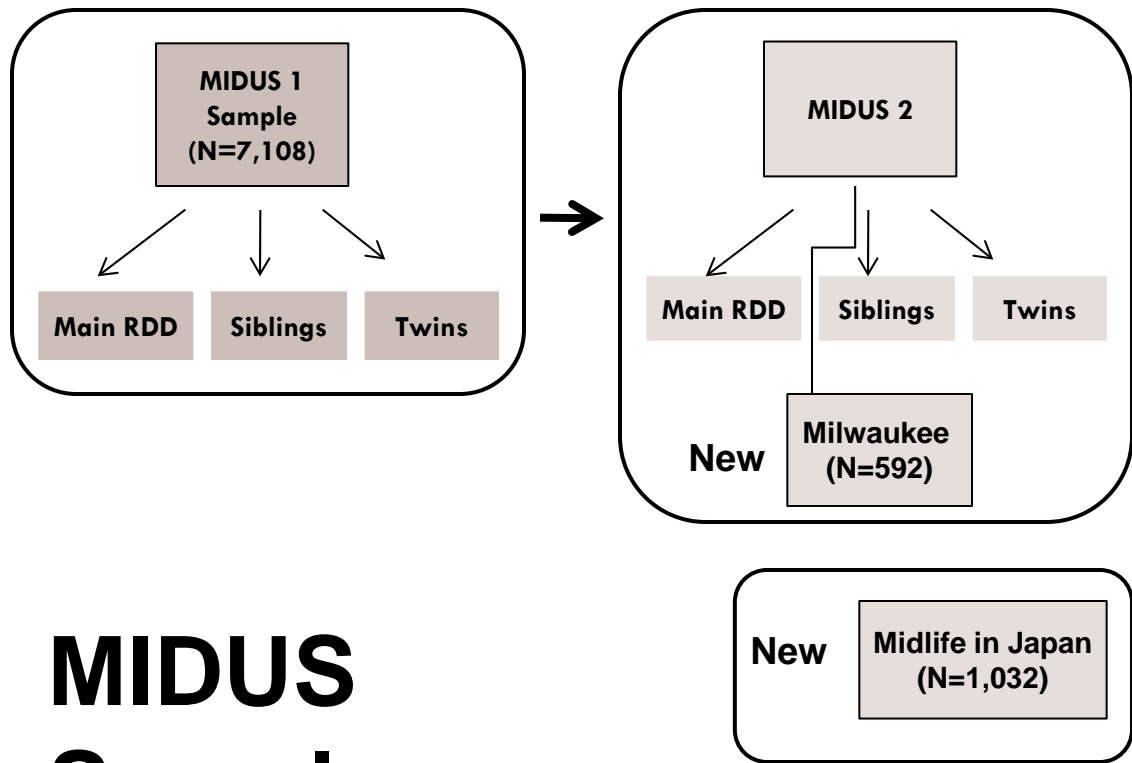 MIDUS 1
Sample
(N=7,108)
Main RDD
Siblings
Twins
MIDUS 2
Main RDD
Siblings
Twins
New
Milwaukee
(N=592)
New
Midlife in Japan
(N=1,032)
MIDUS